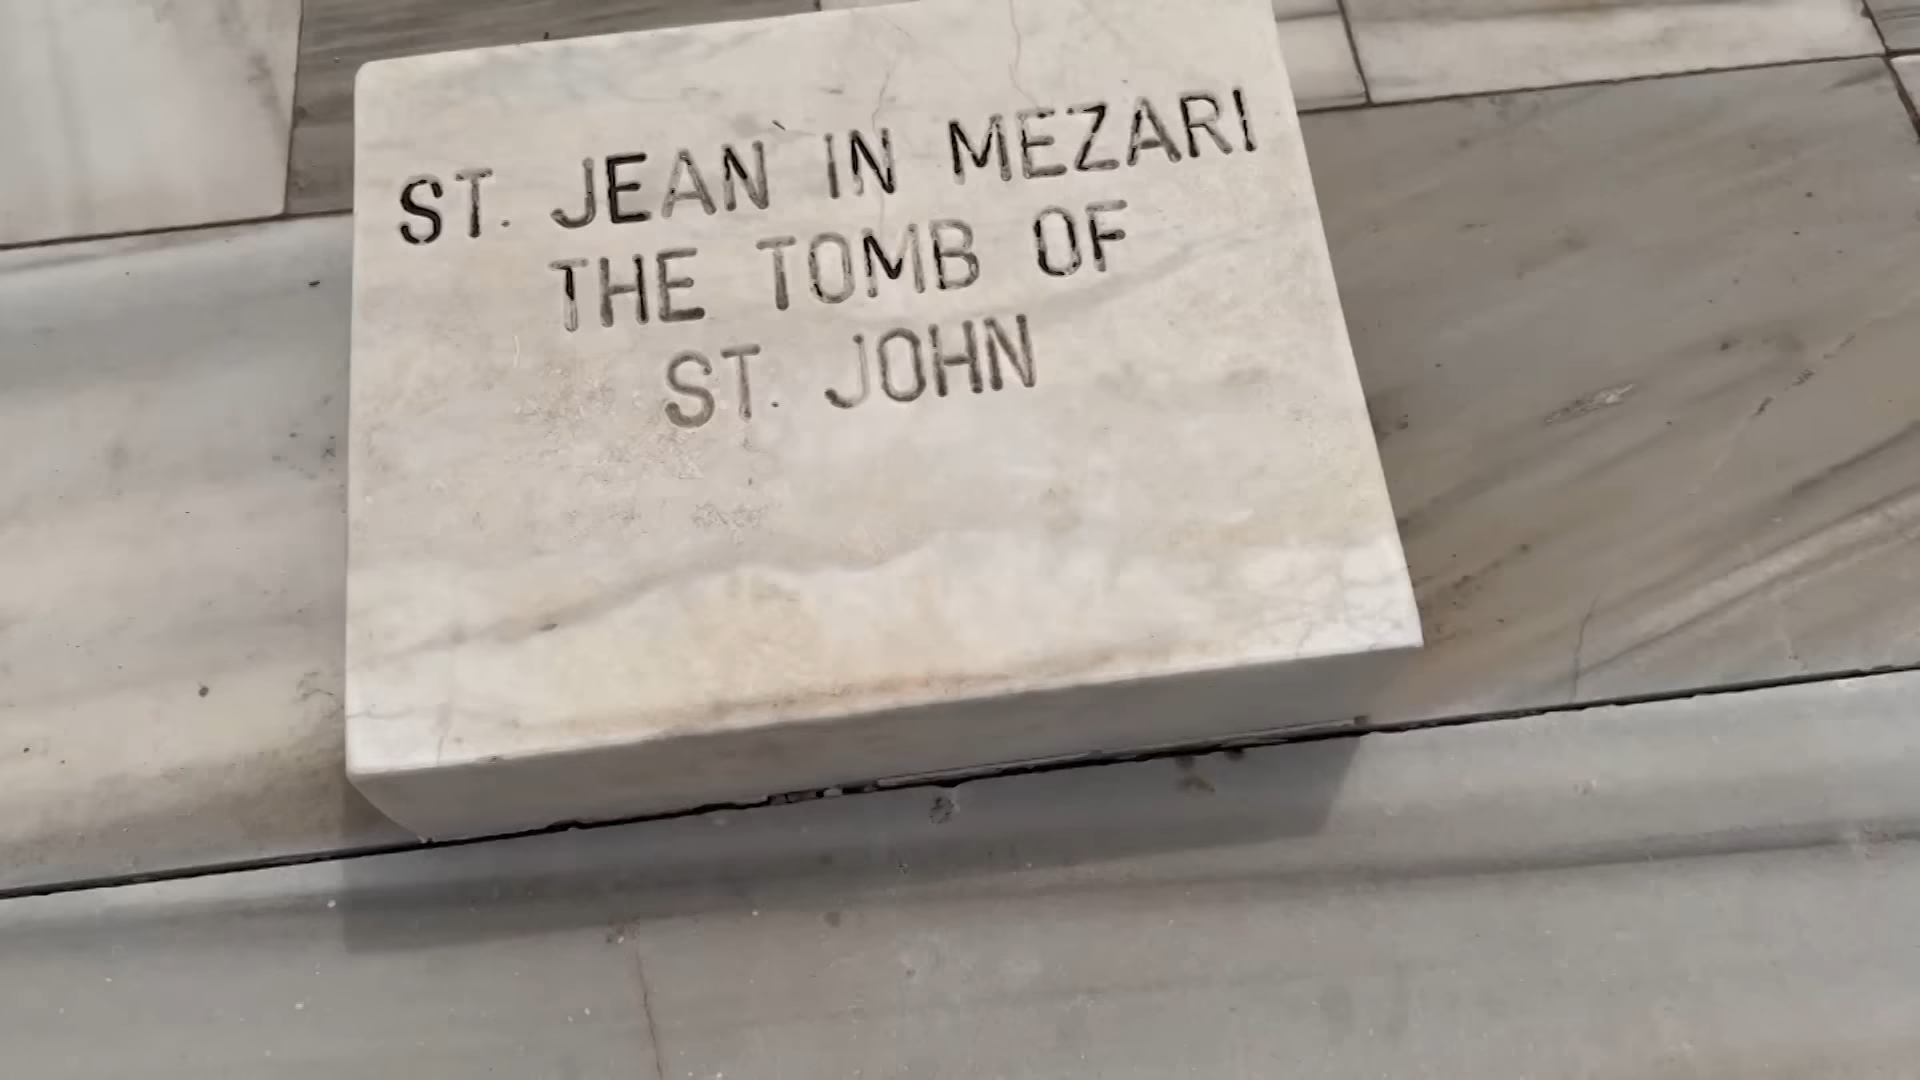 ST. JEAN IN MEZARI
THE TOMB OF
ST. JOHN